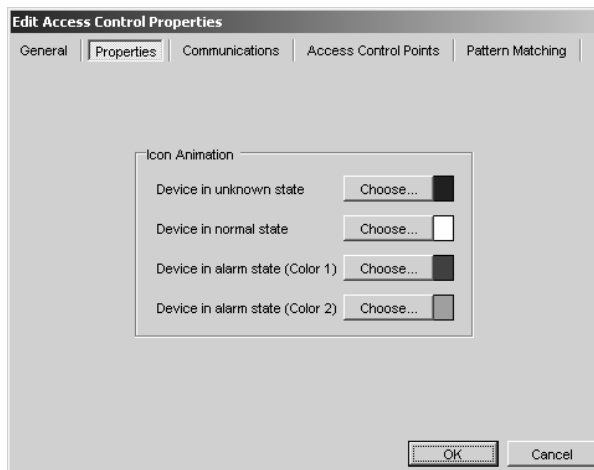 Edit Access Control Properties
General Properties Communications Access Control Points Pattern Matching
Icon Animation
Device in unknown state Choose...
Device in normal state Choose...
Device in alarm state (Color 1) Choose...
Device in alarm state (Color 2) Choose...
OK Cancel